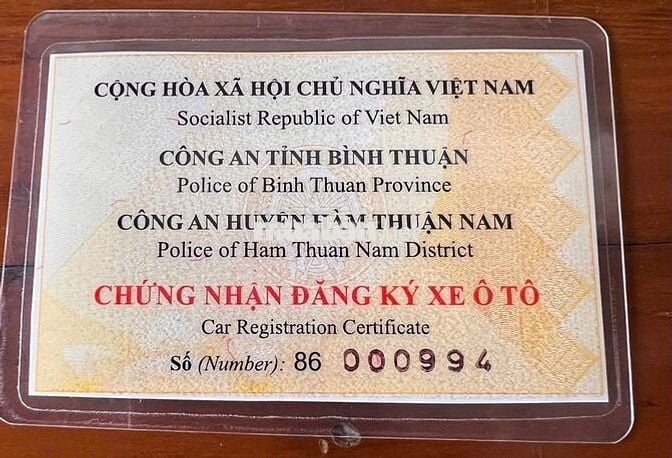 CỘNG HÒA XÃ HỘI CHỦ NGHĨA VIỆT NAM
Socialist Republic of Viet Nam
CÔNG AN TỈNH BÌNH THUẬN
Police of Binh Thuan Province
CÔNG AN HUYỆN HÀM THUẬN NAM
Police of Ham Thuan Nam District
CHỨNG NHẬN ĐĂNG KÝ XE Ô TÔ
Car Registration Certificate
Số (Number): 86 000994